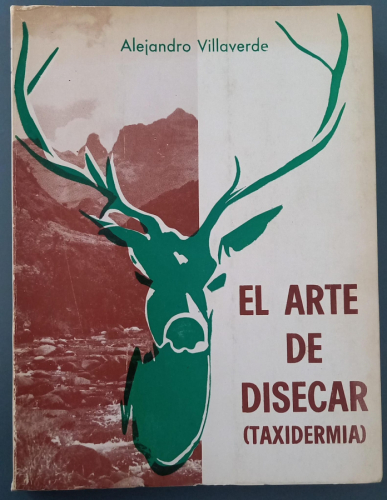 Alejandro Villaverde
EL ARTE
DE
DISECAR
(TAXIDERMIA)